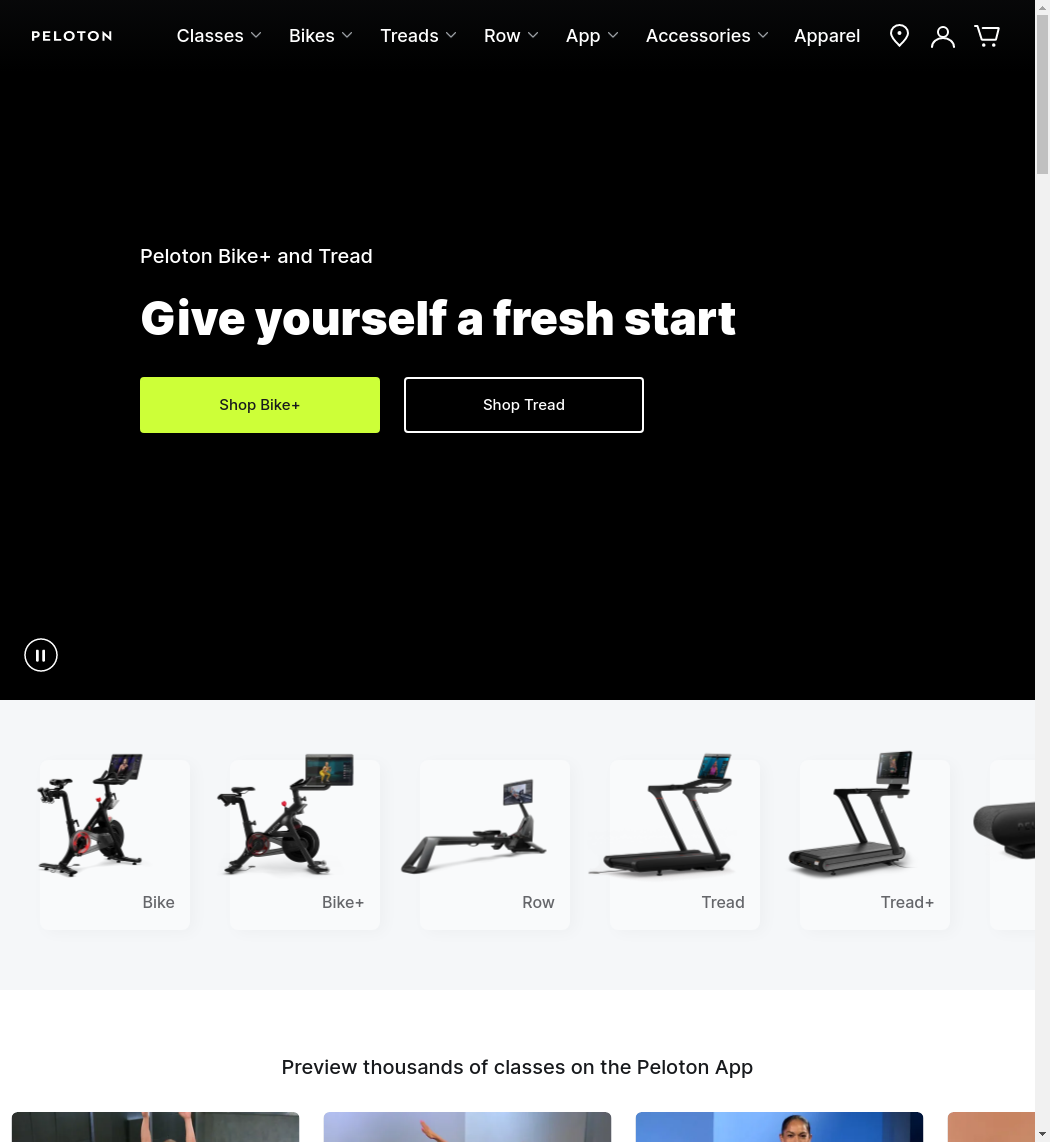 PELOTON Classes Bikes Treads Row App Accessories Apparel
Peloton Bike+ and Tread
Give yourself a fresh start
Shop Bike+ Shop Tread
Bike Bike+ Row Tread Tread+
Preview thousands of classes on the Peloton App